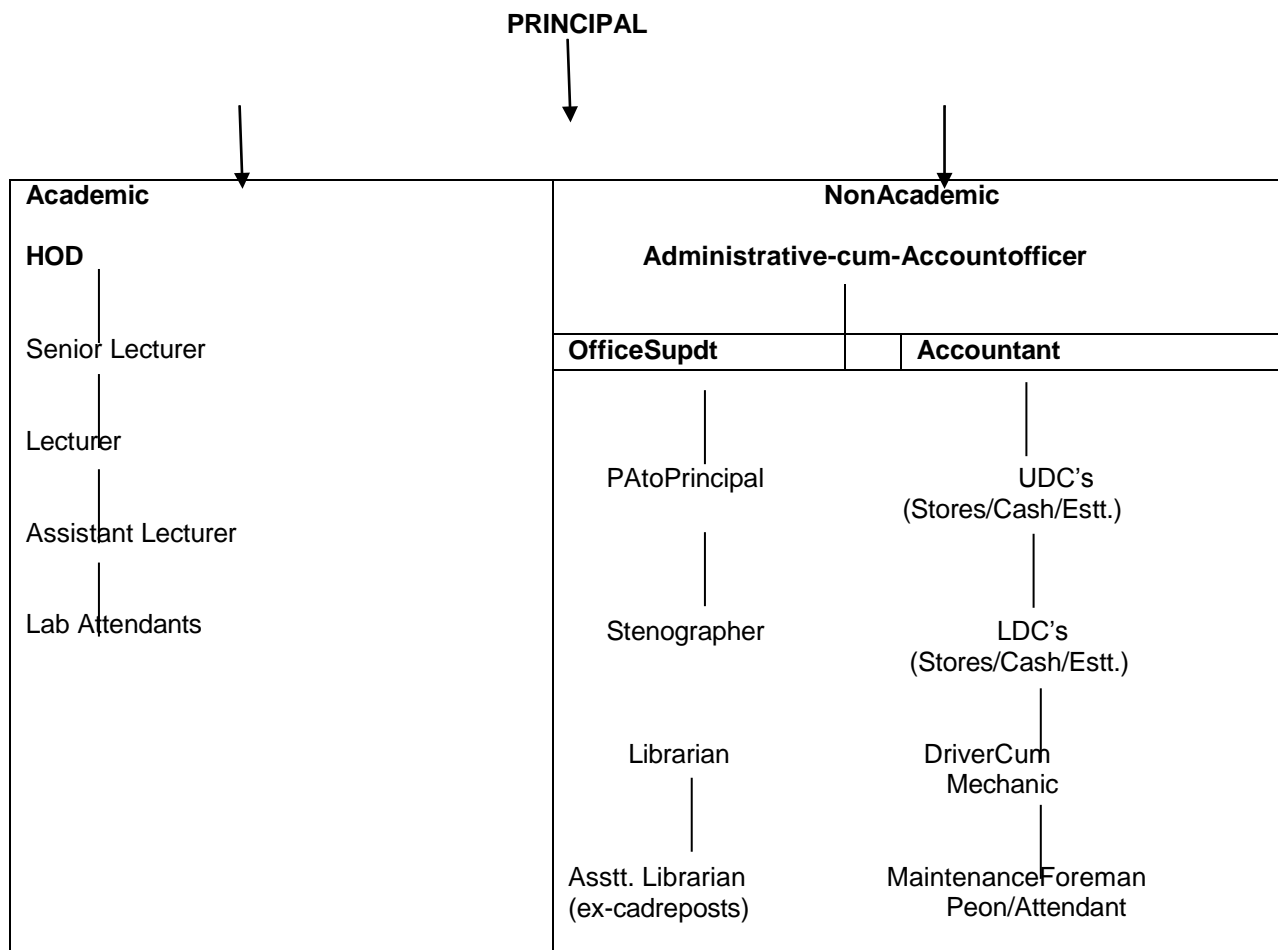 PRINCIPAL
Academic
NonAcademic
HOD
Administrative-cum-Accountofficer
Senior Lecturer
OfficeSupdt
Accountant
Lecturer
PAtoPrincipal
UDC’s
(Stores/Cash/Estt.)
Assistant Lecturer
Lab Attendants
Stenographer
LDC’s
(Stores/Cash/Estt.)
Librarian
DriverCum
Mechanic
Asstt. Librarian
(ex-cadreposts)
MaintenanceForeman
Peon/Attendant